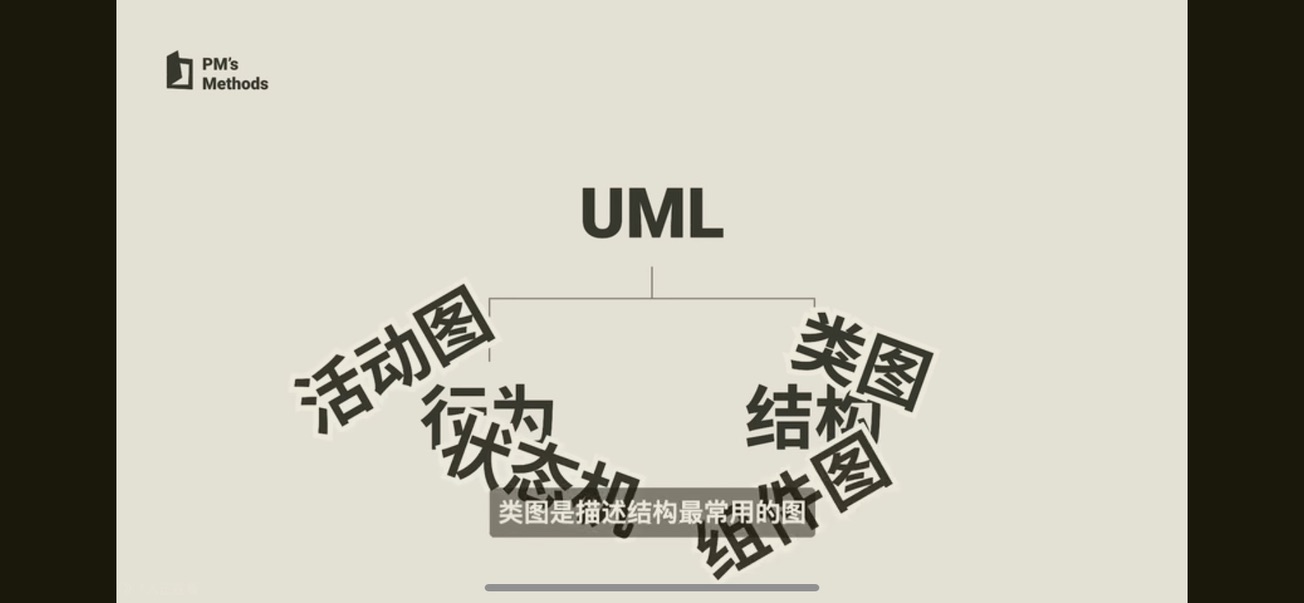 PM's
Methods
UML
活动图
类图
行为
结构
状态机
组件图
类图是描述结构最常用的图